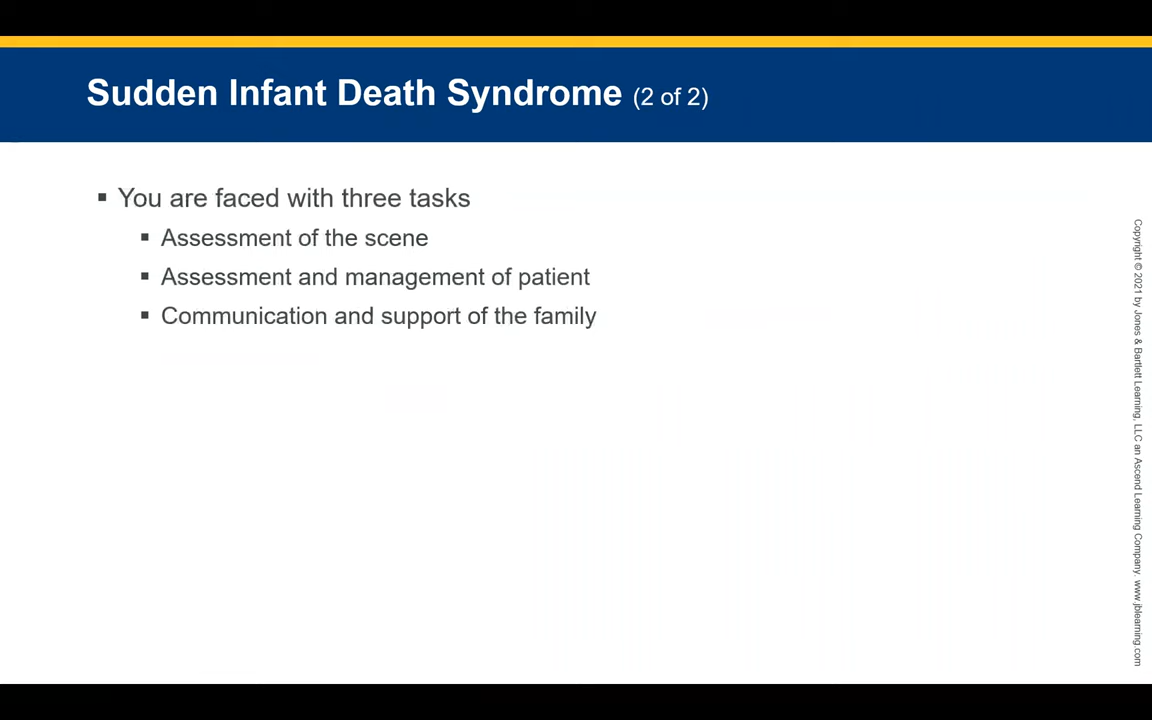 Sudden Infant Death Syndrome (2 of 2)
▪ You are faced with three tasks
▪ Assessment of the scene
▪ Assessment and management of patient
▪ Communication and support of the family
Copyright © 2021 by Jones & Bartlett Learning, LLC an Ascend Learning Company. www.jblearning.com